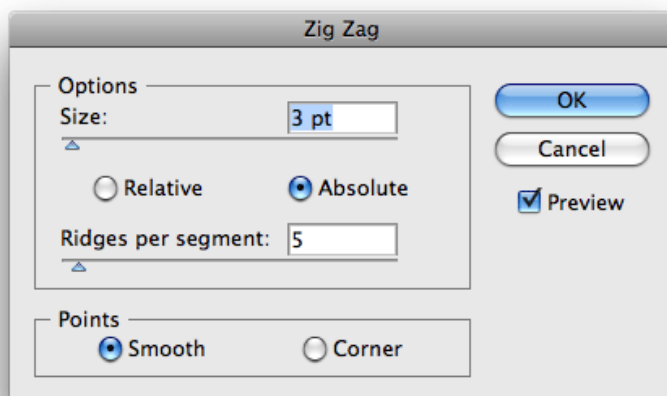 Zig Zag
Options
Size: 3 pt
OK
Cancel
Relative Absolute
Preview
Ridges per segment: 5
Points
Smooth Corner